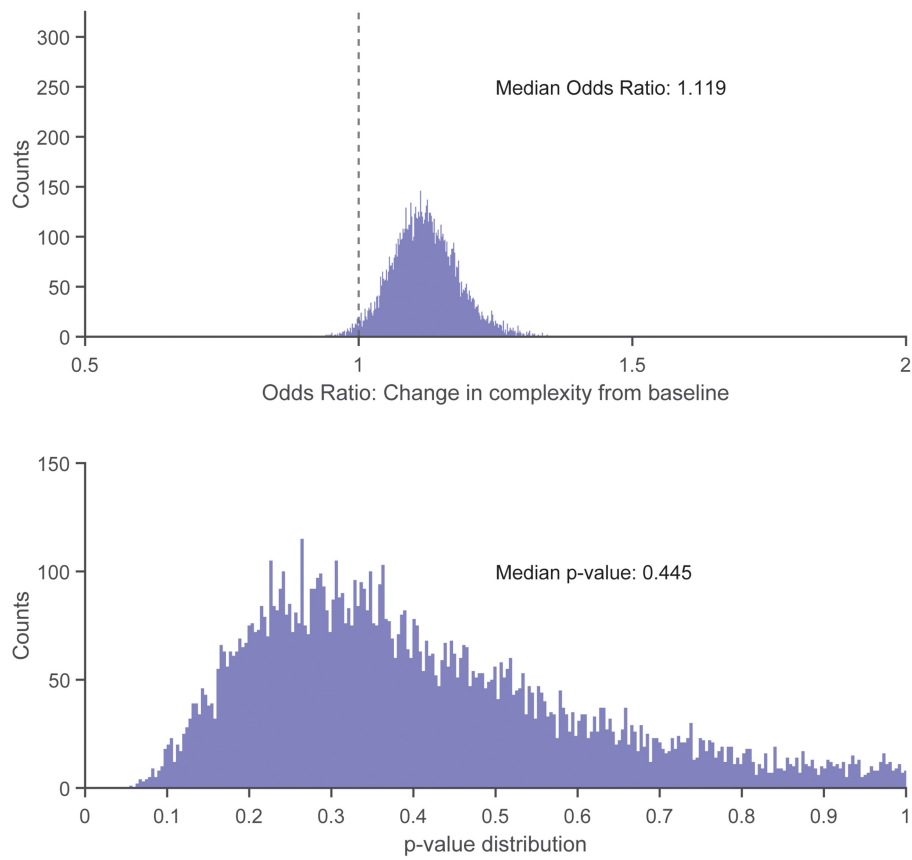 300
250
200
150
100
50
0
Counts
Median Odds Ratio: 1.119
0.5 1 1.5 2
Odds Ratio: Change in complexity from baseline
150
100
50
0
Counts
Median p-value: 0.445
0 0.1 0.2 0.3 0.4 0.5 0.6 0.7 0.8 0.9 1
p-value distribution